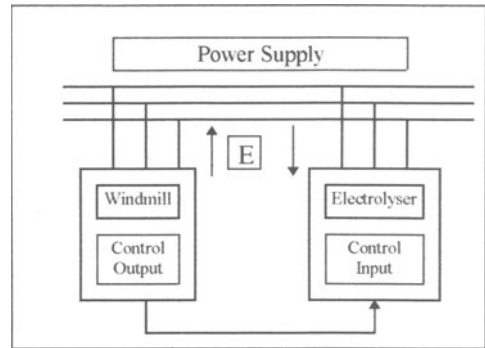 Power Supply
E
Windmill
Electrolyser
Control
Output
Control
Input